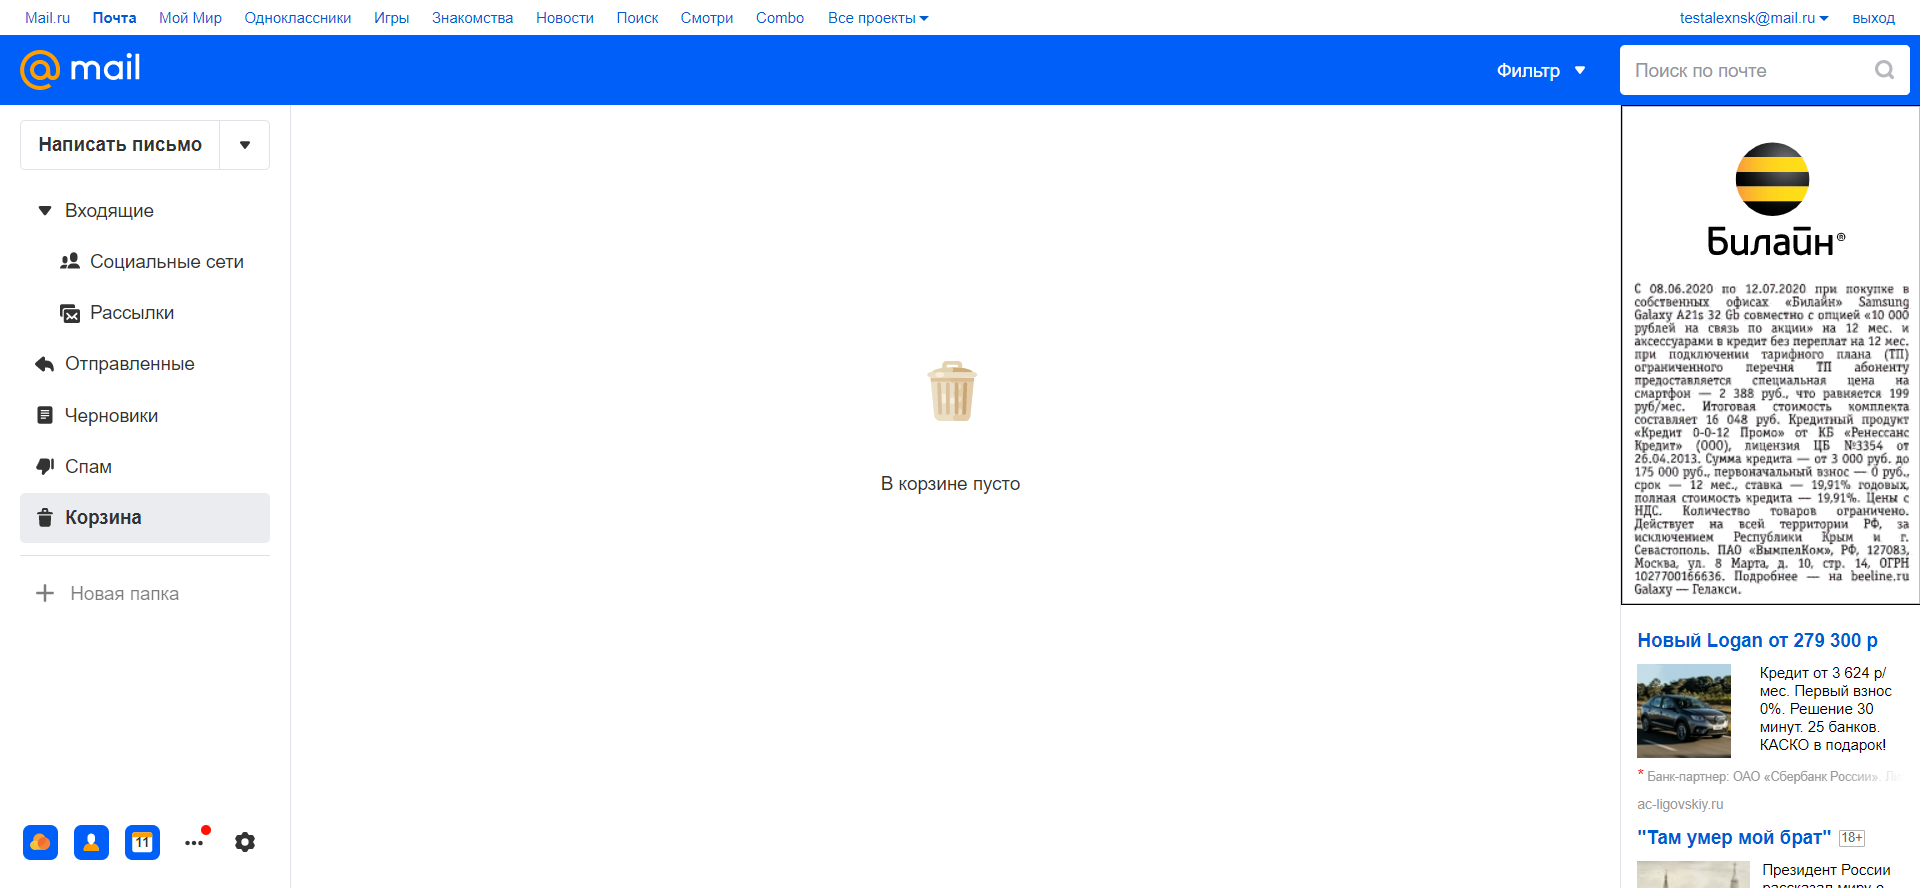 Mail.ru Почта Мой Мир Одноклассники Игры Знакомства Новости Поиск Смотри Combo Все проекты testalexnsk@mail.ru выход
@mail Фильтр Поиск по почте
Написать письмо
Входящие
Социальные сети
Рассылки
Отправленные
Черновики
Спам
Корзина
Новая папка
11
В корзине пусто
Билайн®
С 08.06.2020 по 12.07.2020 при покупке в
собственных офисах «Билайн» Samsung
Galaxy A21s 32 Gb совместно с опцией «10 000
рублей на связь по акции» на 12 мес. и
аксессуарами в кредит без переплат на 12 мес.
при подключении тарифного плана (ТП)
ограниченного перечня ТП абоненту
предоставляется специальная цена на
смартфон — 2 388 руб., что равняется 199
руб/мес. Итоговая стоимость комплекта
составляет 16 048 руб. Кредитный продукт
«Кредит 0-0-12 Промо» от КБ «Ренессанс
Кредит» (ООО), лицензия ЦБ №3354 от
26.04.2013. Сумма кредита — от 3 000 руб. до
175 000 руб., первоначальный взнос — 0 руб.,
срок — 12 мес., ставка — 19,91% годовых,
полная стоимость кредита — 19,91%. Цены с
НДС. Количество товаров ограничено.
Действует на всей территории РФ, за
исключением Республики Крым и г.
Севастополь. ПАО «ВымпелКом», РФ, 127083,
Москва, ул. 8 Марта, д. 10, стр. 14, ОГРН
1027700166636. Подробнее — на beeline.ru
Galaxy — Гелакси.
Новый Logan от 279 300 р
Кредит от 3 624 р/
мес. Первый взнос
0%. Решение 30
минут. 25 банков.
КАСКО в подарок!
* Банк-партнер: ОАО «Сбербанк России».
ac-ligovskiy.ru
"Там умер мой брат" 18+
Президент России
рассказал миру о